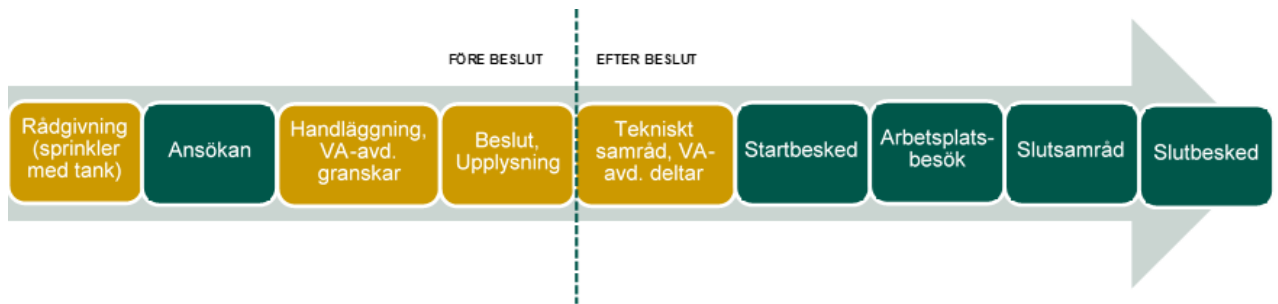 FÖRE BESLUT
EFTER BESLUT
Rådgivning
(sprinkler
med tank)
Ansökan
Handläggning,
VA-avd.
granskar
Beslut,
Upplysning
Tekniskt
samråd, VA-
avd. deltar
Startbesked
Arbetsplats-
besök
Slutsamråd
Slutbesked